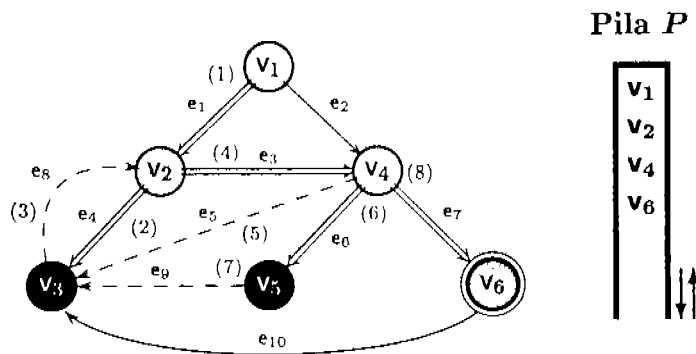 Pila P
v₁
(1)
e₁
e₂
v₂
(4)
e₃
v₄
(8)
e₈
(3)
e₄
(2)
e₅
(5)
(6)
e₆
e₇
v₃
e₉
(7)
v₅
v₆
e₁₀
v₁
v₂
v₄
v₆